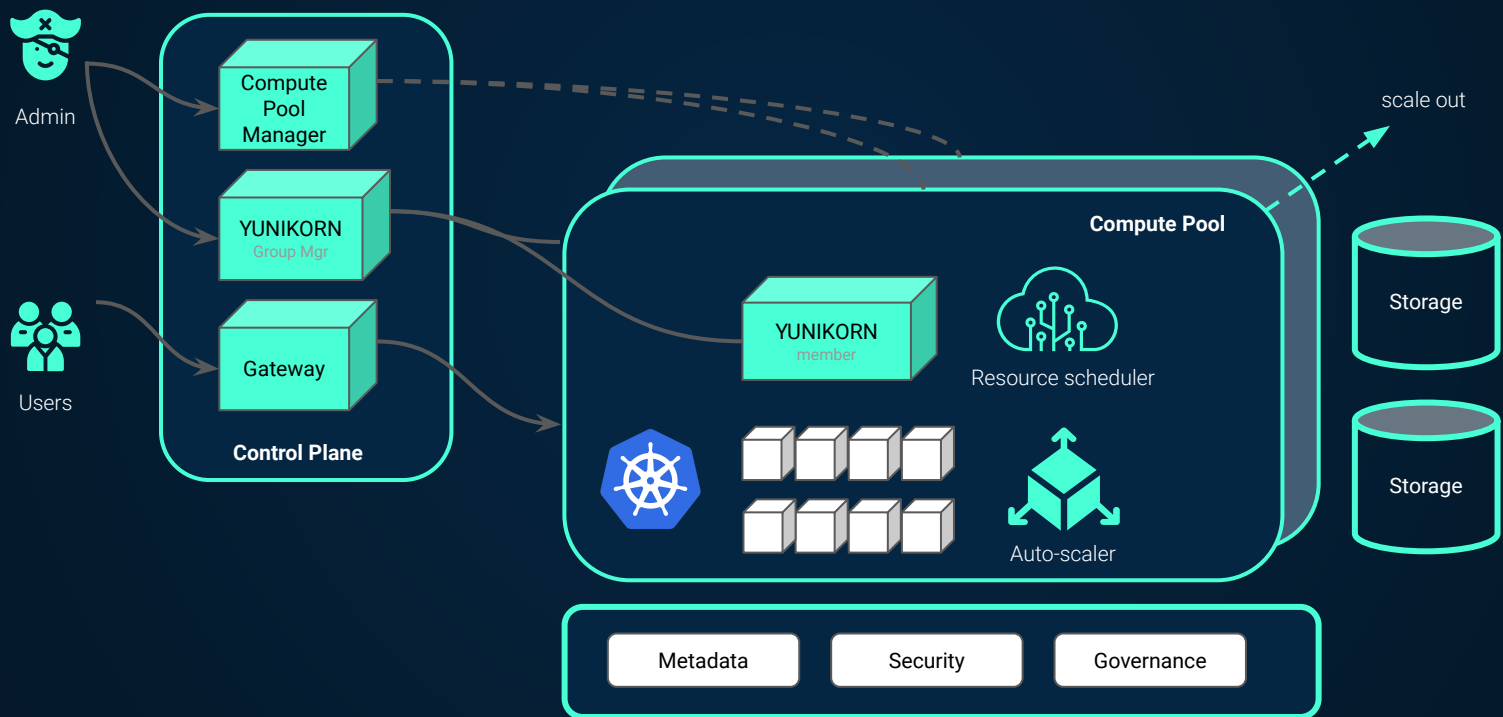 Admin
Users
Compute
Pool
Manager
YUNIKORN
Group Mgr
Gateway
Control Plane
scale out
Compute Pool
YUNIKORN
member
Resource scheduler
Auto-scaler
Storage
Storage
Metadata
Security
Governance